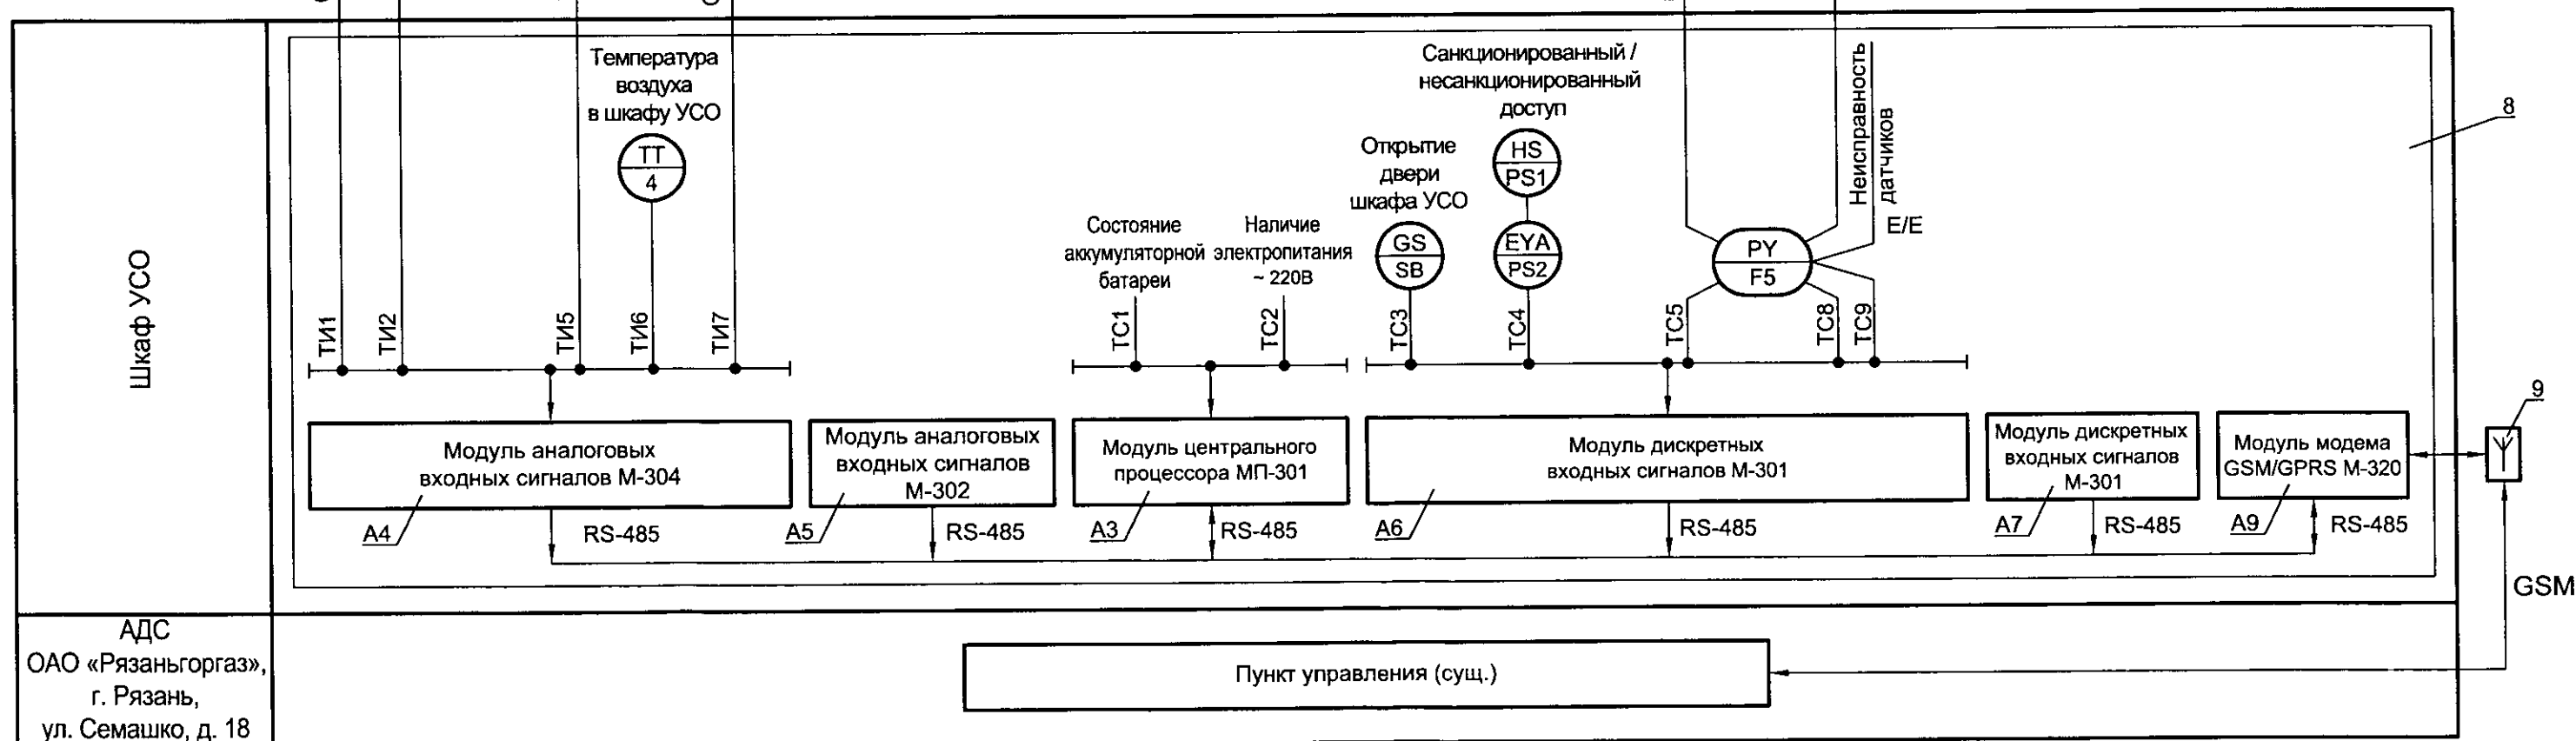 Шкаф УСО
Температура
воздуха
в шкафу УСО
ТТ
4
Санкционированный /
несанкционированный
доступ
HS
PS1
Открытие
двери
шкафа УСО
GS
SB
EYA
PS2
Неисправность
датчиков
E/E
PY
F5
8
Состояние
аккумуляторной
батареи
Наличие
электропитания
~ 220В
ТИ1
ТИ2
ТИ5
ТИ6
ТИ7
ТС1
ТС2
ТС3
ТС4
ТС5
ТС8
ТС9
9
Модуль аналоговых
входных сигналов М-304
Модуль аналоговых
входных сигналов
М-302
Модуль центрального
процессора МП-301
Модуль дискретных
входных сигналов М-301
Модуль дискретных
входных сигналов
М-301
Модуль модема
GSM/GPRS М-320
A4
RS-485
A5
RS-485
A3
RS-485
A6
RS-485
A7
RS-485
A9
RS-485
GSM
АДС
ОАО «Рязаньгоргаз»,
г. Рязань,
ул. Семашко, д. 18
Пункт управления (сущ.)